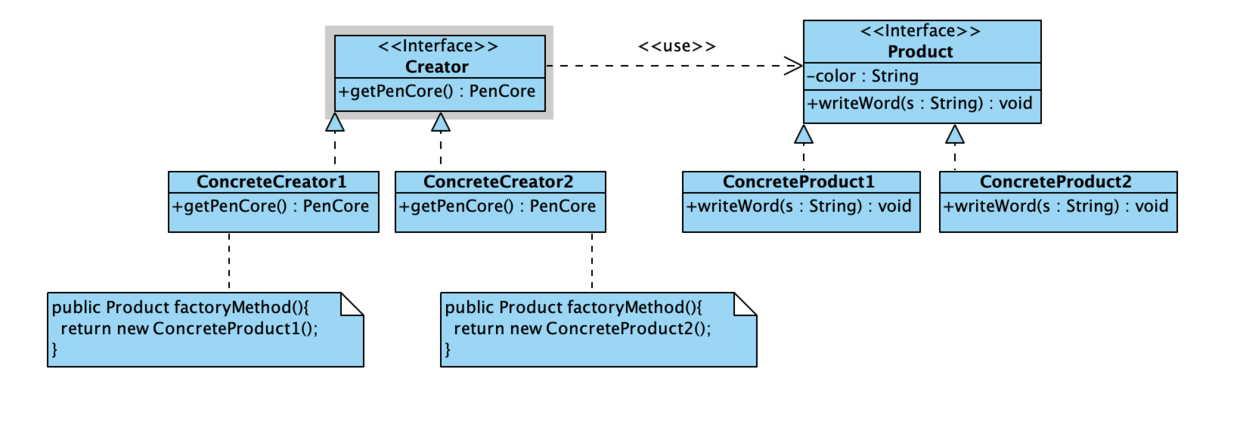 <<Interface>>
Creator
+getPenCore() : PenCore
<<use>>
<<Interface>>
Product
-color : String
+writeWord(s : String) : void
ConcreteCreator1
+getPenCore() : PenCore
ConcreteCreator2
+getPenCore() : PenCore
ConcreteProduct1
+writeWord(s : String) : void
ConcreteProduct2
+writeWord(s : String) : void
public Product factoryMethod(){
return new ConcreteProduct1();
}
public Product factoryMethod(){
return new ConcreteProduct2();
}